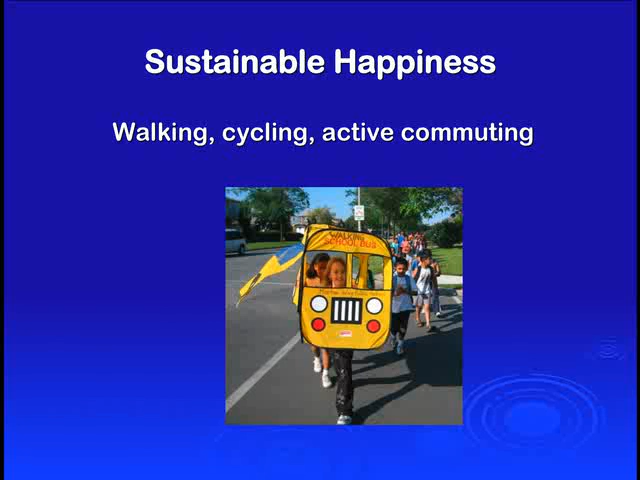 Sustainable Happiness
Walking, cycling, active commuting
WALKING
SCHOOL BUS